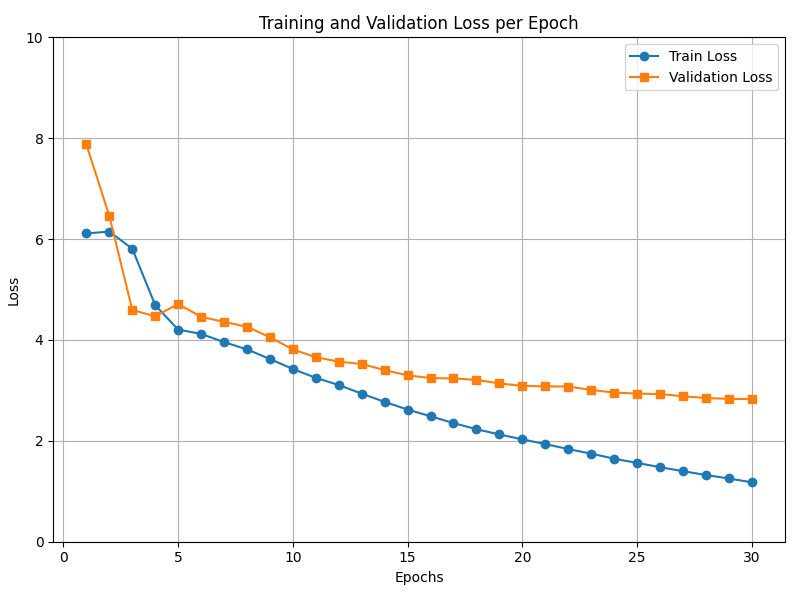 Training and Validation Loss per Epoch
Train Loss
Validation Loss
Loss
10
8
6
4
2
0
0 5 10 15 20 25 30
Epochs